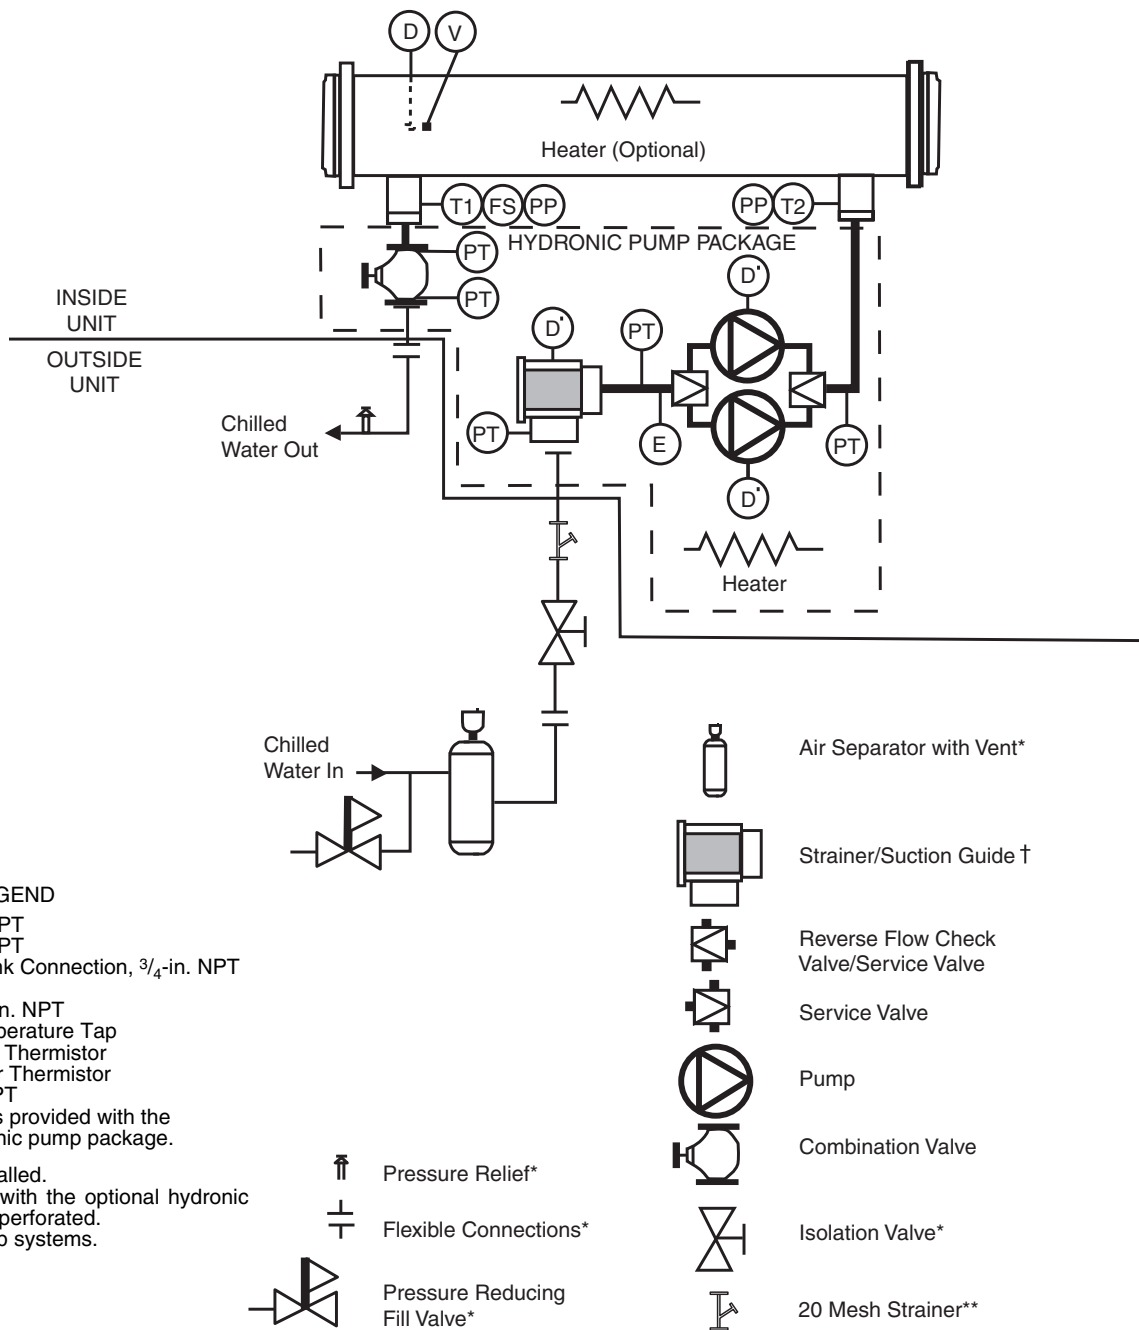 D V
Heater (Optional)
T1 FS PP
PP T2
HYDRONIC PUMP PACKAGE
PT
D'
PT
INSIDE
UNIT
D'
PT
OUTSIDE
UNIT
Chilled
Water Out
PT
E
PT
D'
Heater
Chilled
Water In
Air Separator with Vent*
Strainer/Suction Guide †
GEND
PT
PT
nk Connection, 3/4-in. NPT
n. NPT
perature Tap
Thermistor
r Thermistor
PT
s provided with the
nic pump package.
alled.
with the optional hydronic
perforated.
p systems.
Reverse Flow Check
Valve/Service Valve
Service Valve
Pump
Combination Valve
Pressure Relief*
Flexible Connections*
Isolation Valve*
Pressure Reducing
Fill Valve*
20 Mesh Strainer**